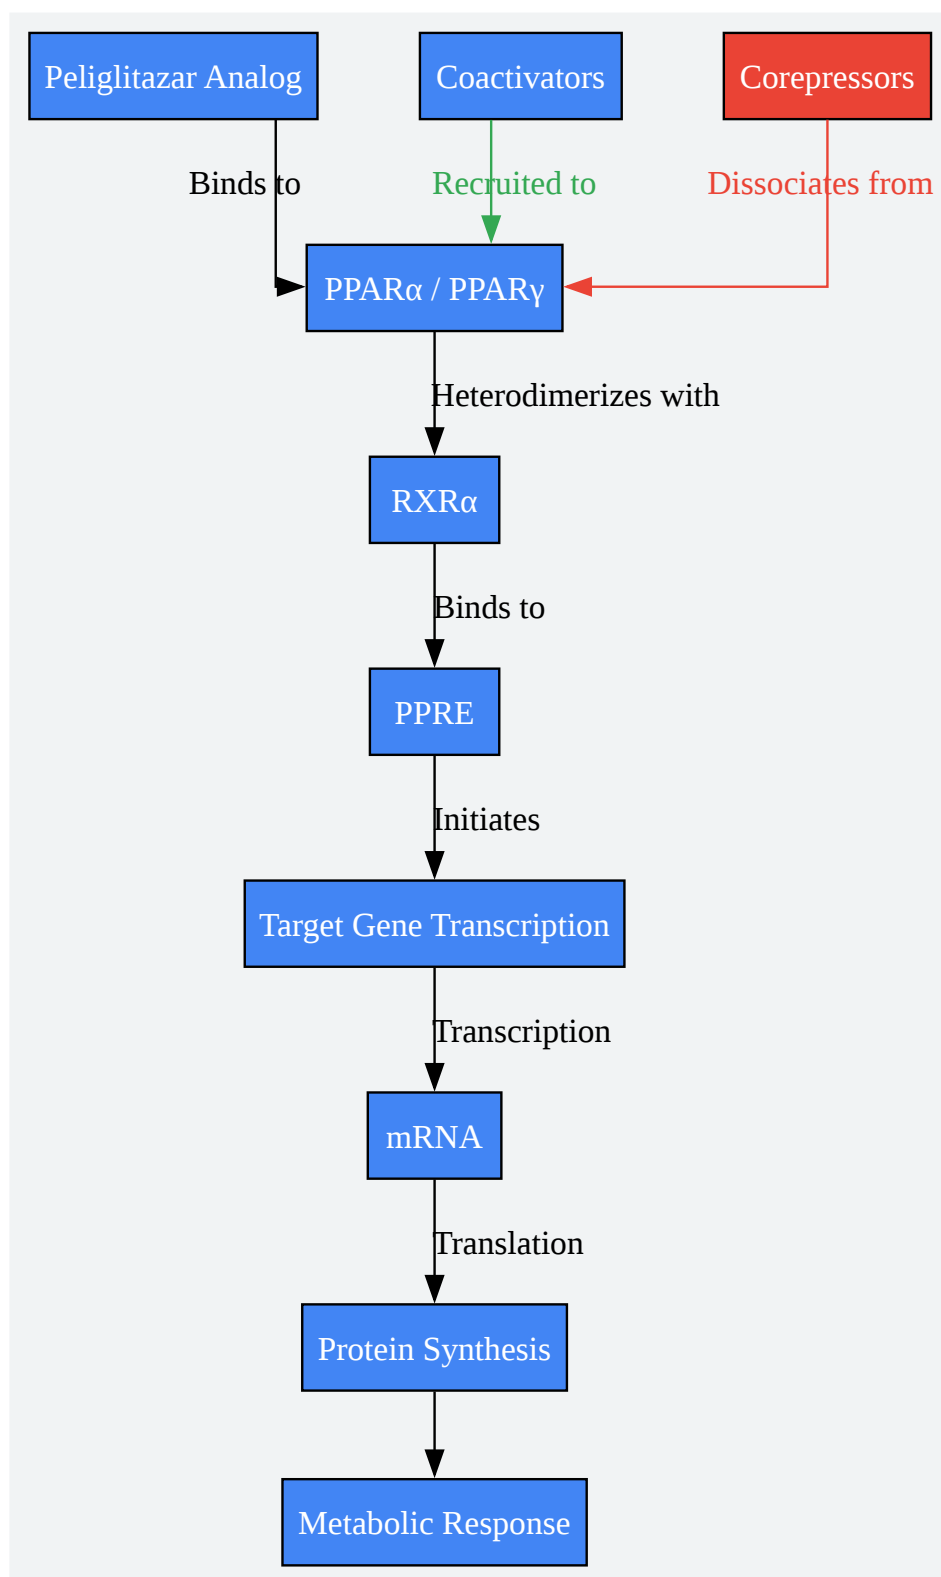 Peliglitazar Analog
Coactivators
Corepressors
Binds to
Recruited to
Dissociates from
PPARα / PPARγ
Heterodimerizes with
RXRα
Binds to
PPRE
Initiates
Target Gene Transcription
Transcription
mRNA
Translation
Protein Synthesis
Metabolic Response